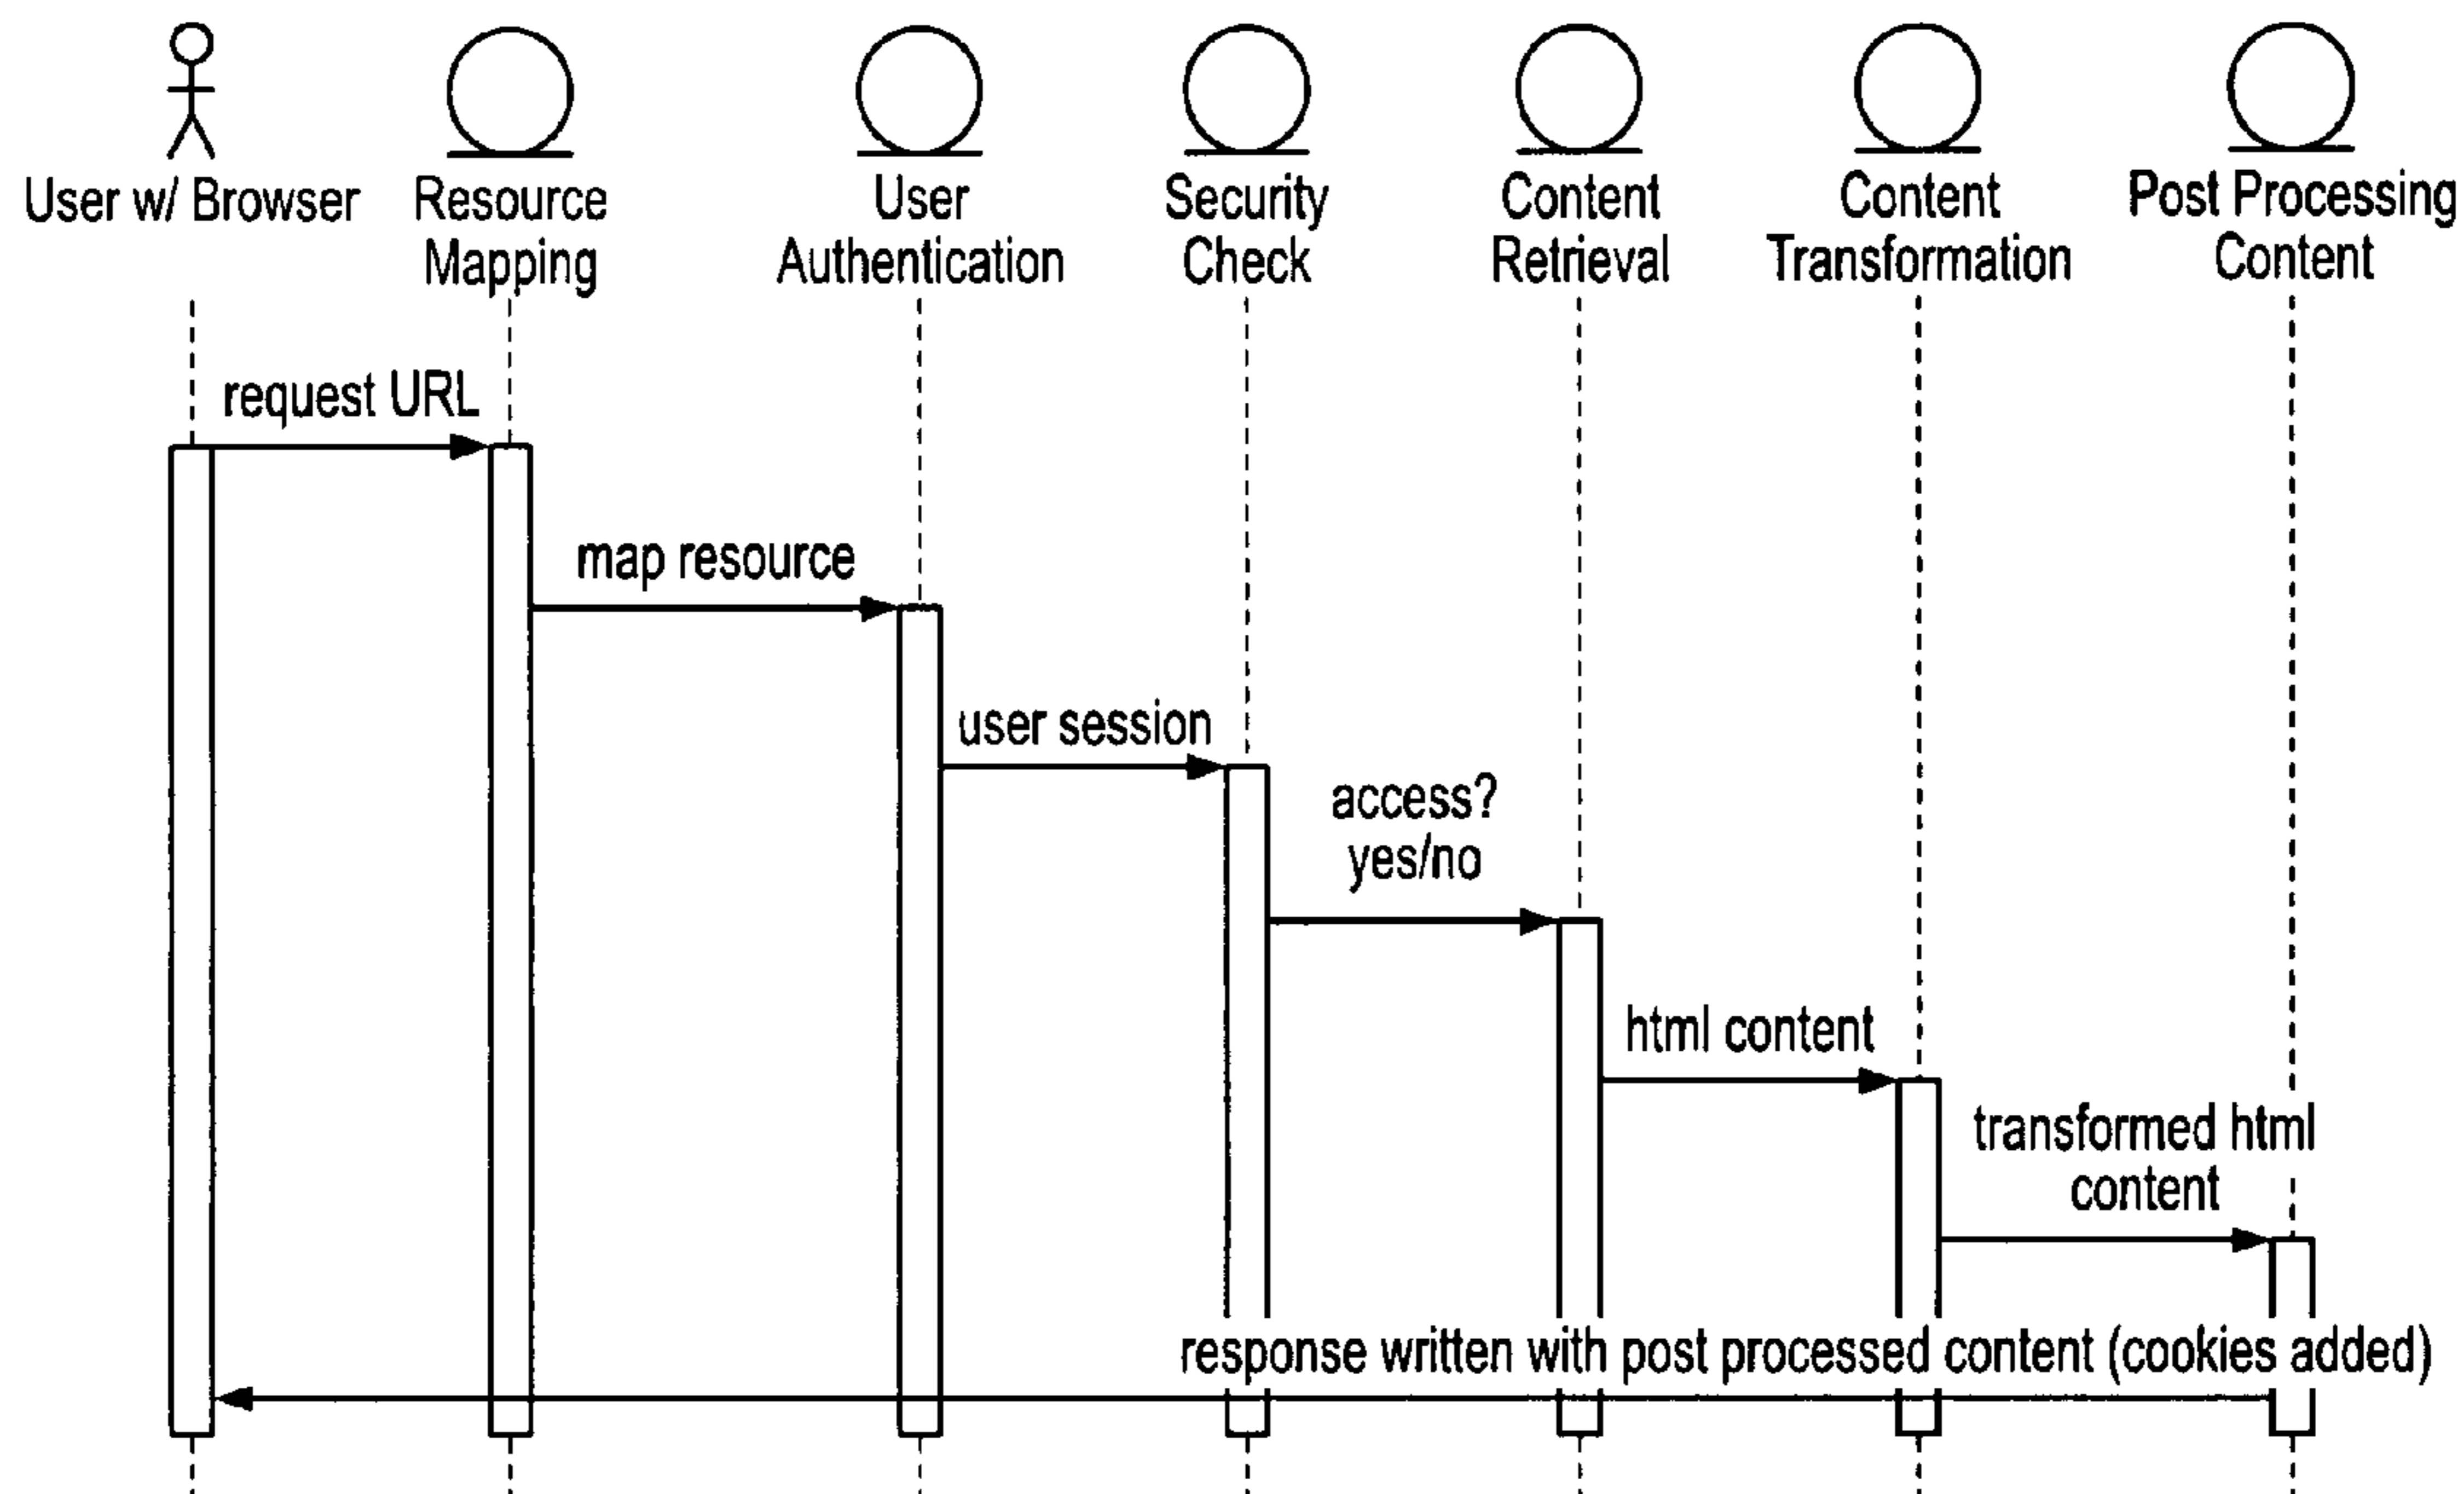 User w/ Browser
Resource
Mapping
User
Authentication
Security
Check
Content
Retrieval
Content
Transformation
Post Processing
Content
request URL
map resource
user session
access?
yes/no
html content
transformed html
content
response written with post processed content (cookies added)